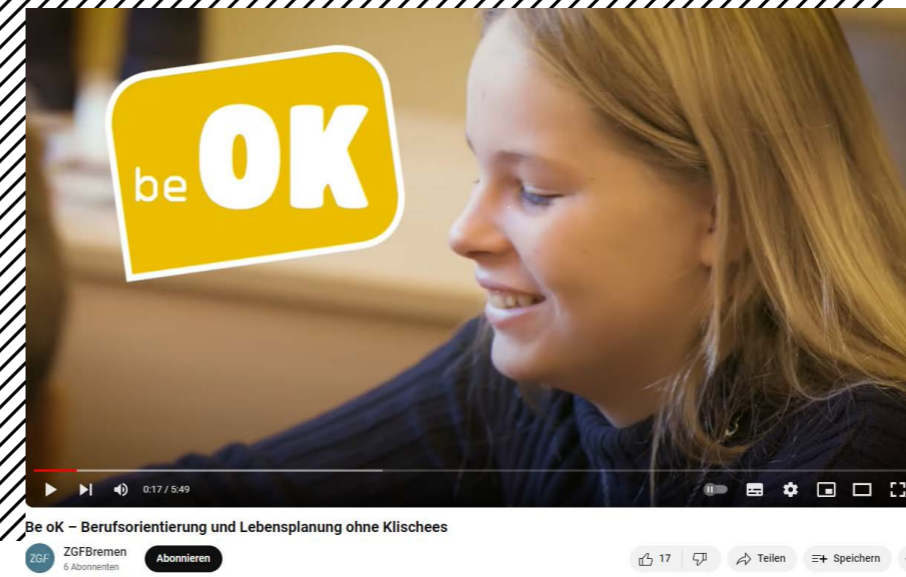 be OK
0:17 / 5:49
Be oK – Berufsorientierung und Lebensplanung ohne Klischees
ZGF
ZGFBremen
6 Abonnenten
Abonnieren
17
Teilen
Speichern